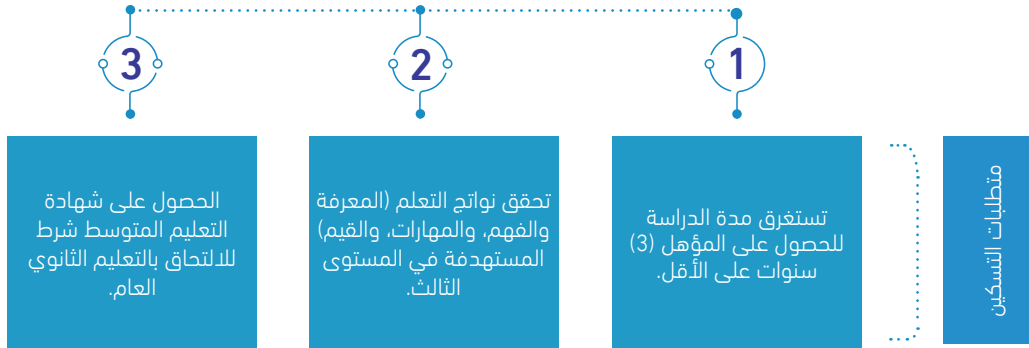 متطلبات التسكين
1
تستغرق مدة الدراسة
للحصول على المؤهل (3)
سنوات على الأقل.
2
تحقق نواتج التعلم (المعرفة
والفهم، والمهارات، والقيم)
المستهدفة في المستوى
الثالث.
3
الحصول على شهادة
التعليم المتوسط شرط
للالتحاق بالتعليم الثانوي
العام.